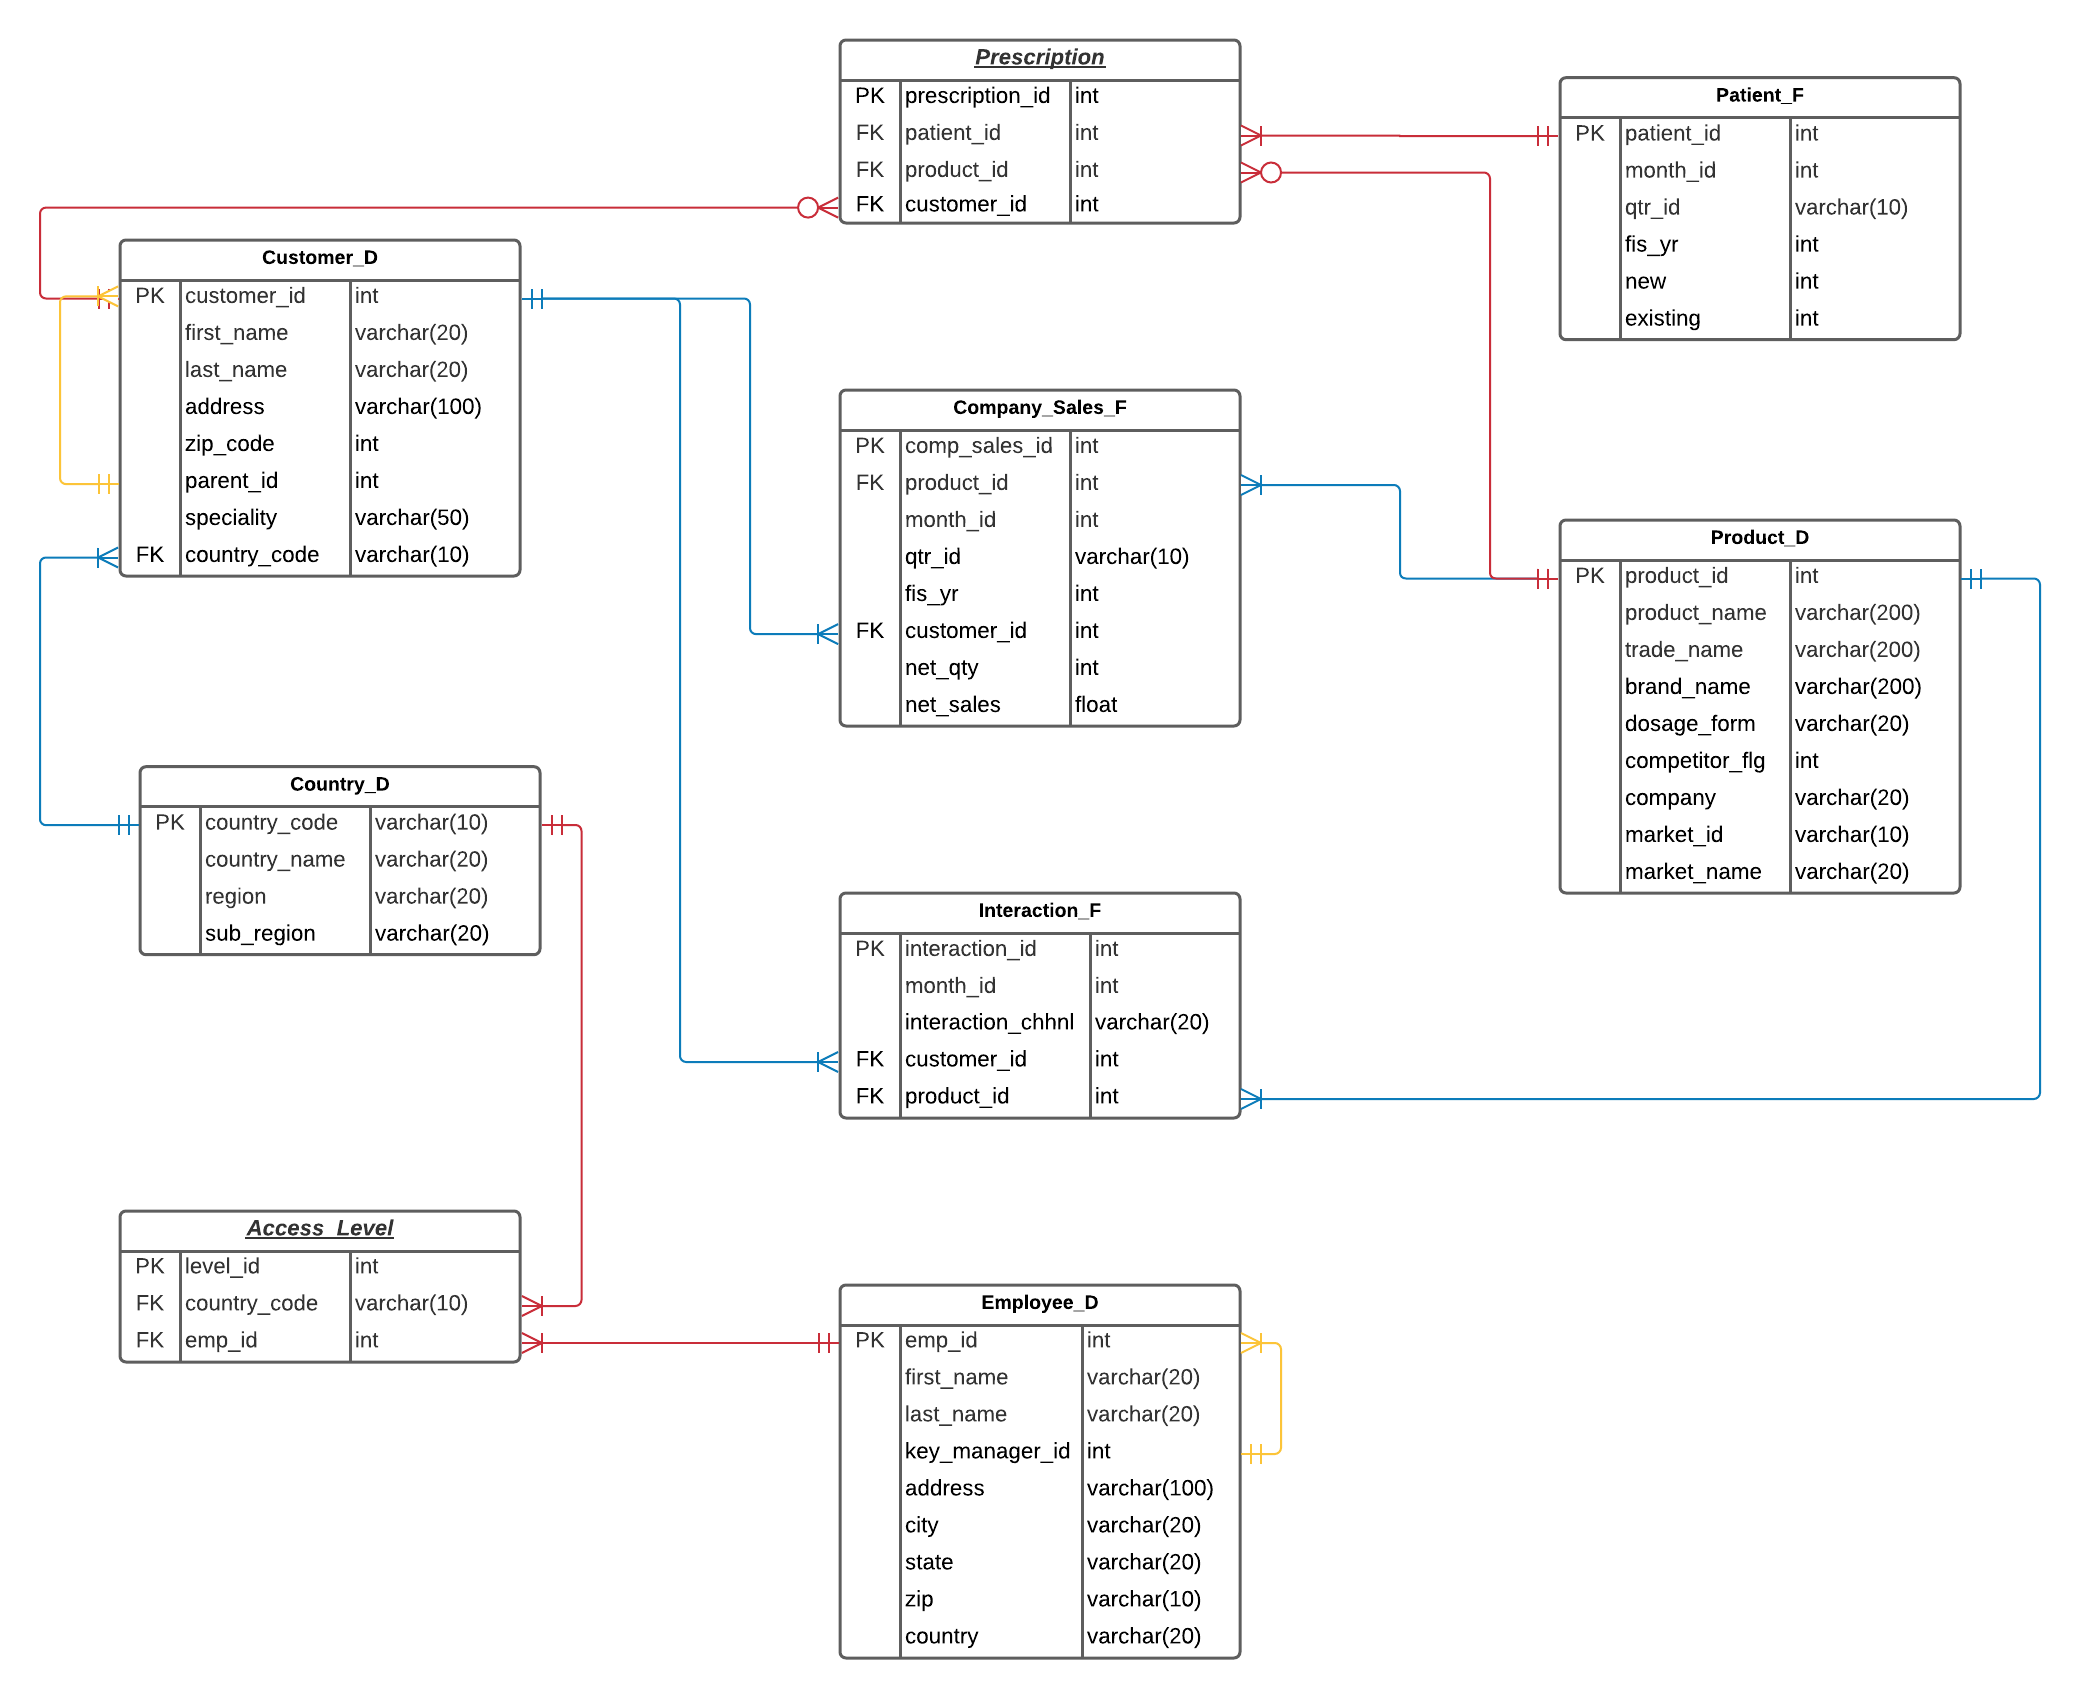 Prescription
PK prescription_id int
FK patient_id int
FK product_id int
FK customer_id int
Patient_F
PK patient_id int
month_id int
qtr_id varchar(10)
fis_yr int
new int
existing int
Customer_D
PK customer_id int
first_name varchar(20)
last_name varchar(20)
address varchar(100)
zip_code int
parent_id int
speciality varchar(50)
FK country_code varchar(10)
Company_Sales_F
PK comp_sales_id int
FK product_id int
month_id int
qtr_id varchar(10)
fis_yr int
FK customer_id int
net_qty int
net_sales float
Product_D
PK product_id int
product_name varchar(200)
trade_name varchar(200)
brand_name varchar(200)
dosage_form varchar(20)
competitor_flg int
company varchar(20)
market_id varchar(10)
market_name varchar(20)
Country_D
PK country_code varchar(10)
country_name varchar(20)
region varchar(20)
sub_region varchar(20)
Interaction_F
PK interaction_id int
month_id int
interaction_chhnl varchar(20)
FK customer_id int
FK product_id int
Access_Level
PK level_id int
FK country_code varchar(10)
FK emp_id int
Employee_D
PK emp_id int
first_name varchar(20)
last_name varchar(20)
key_manager_id int
address varchar(100)
city varchar(20)
state varchar(20)
zip varchar(10)
country varchar(20)